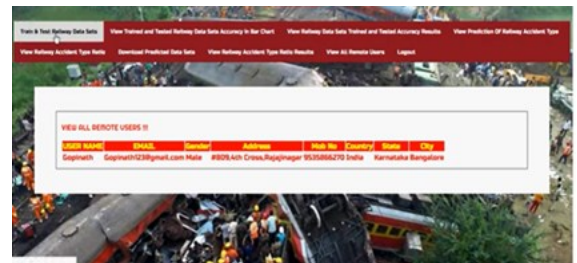 Train & Test Railway Data Sets    View Trained and Tested Railway Data Sets Accuracy in Bar Chart    View Railway Data Sets Trained and Tested Accuracy Results    View Prediction Of Railway Accident Type
View Railway Accident Type Ratio    Download Predicted Data Sets    View Railway Accident Type Ratio Results    View All Remote Users    Logout
VIEW ALL REMOTE USERS !!!
USER NAME EMAIL Gender Address Mob No Country State City
Gopinath Gopinath123@gmail.com Male #809,4th Cross,Rajajinagar 9535866270 India Karnataka Bangalore